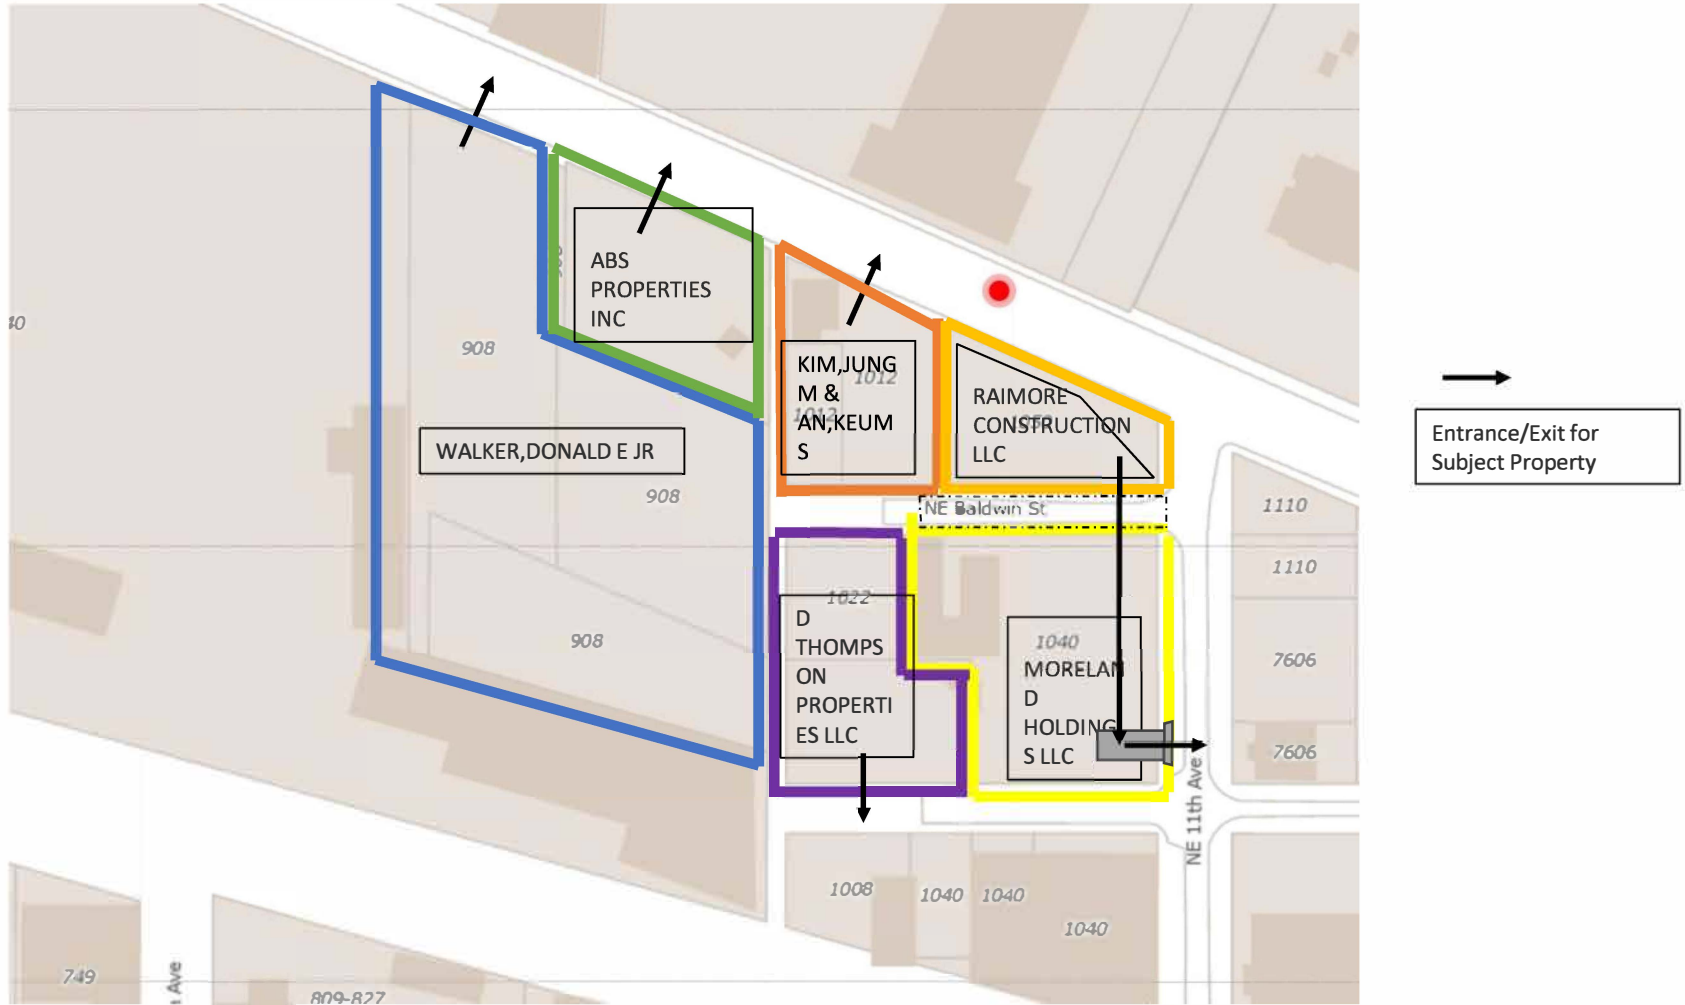 40
908
ABS
PROPERTIES
INC
908
WALKER,DONALD E JR
908
908
KIM,JUNG
M &
AN,KEUM
S
1012
1012
RAIMORE
CONSTRUCTION
LLC
NE Baldwin St
Entrance/Exit for
Subject Property
1110
1110
7606
7606
1022
D
THOMPS
ON
PROPERTI
ES LLC
1040
MORELAN
D
HOLDING
S LLC
NE 11th Ave
1008
1040
1040
1040
749
Ave
809-827